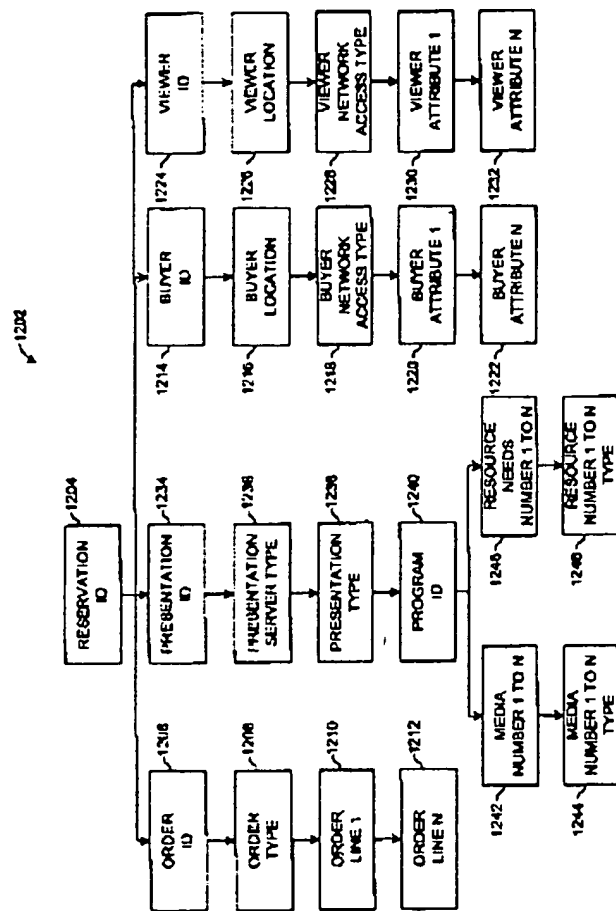 1202
RESERVATION
ID
1204
ORDER
ID
1206
ORDER
TYPE
1208
ORDER
LINE 1
1210
ORDER
LINE N
1212
PRESENTATION
ID
1234
PRESENTATION
SERVER TYPE
1236
PRESENTATION
TYPE
1238
PROGRAM
ID
1240
MEDIA
NUMBER 1 TO N
1242
MEDIA
NUMBER 1 TO N
TYPE
1244
RESOURCE
NEEDS
NUMBER 1 TO N
1246
RESOURCE
NUMBER 1 TO N
TYPE
1248
BUYER
ID
1214
BUYER
LOCATION
1216
BUYER
NETWORK
ACCESS TYPE
1218
BUYER
ATTRIBUTE 1
1220
BUYER
ATTRIBUTE N
1222
VIEWER
ID
1224
VIEWER
LOCATION
1226
VIEWER
NETWORK
ACCESS TYPE
1228
VIEWER
ATTRIBUTE 1
1230
VIEWER
ATTRIBUTE N
1232